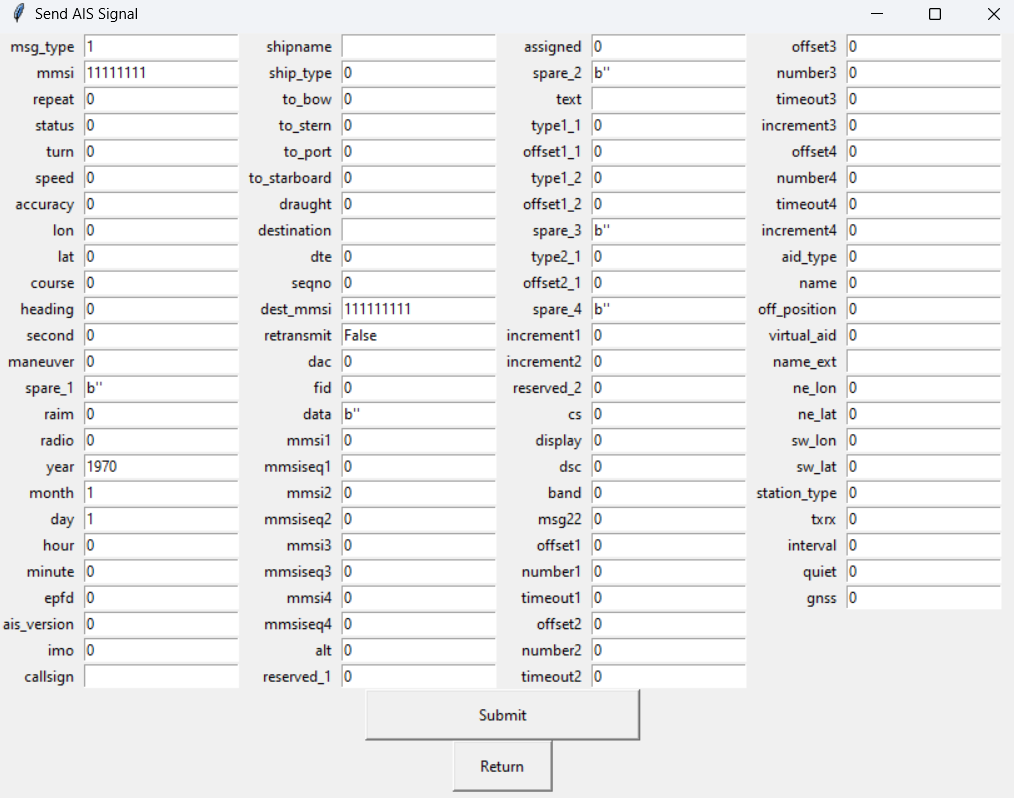 Send AIS Signal
msg_type 1 shipname assigned 0 offset3 0
mmsi 11111111 ship_type 0 spare_2 b'' number3 0
repeat 0 to_bow 0 text timeout3 0
status 0 to_stern 0 type1_1 0 increment3 0
turn 0 to_port 0 offset1_1 0 offset4 0
speed 0 to_starboard 0 type1_2 0 number4 0
accuracy 0 draught 0 offset1_2 0 timeout4 0
lon 0 destination spare_3 b'' increment4 0
lat 0 dte 0 type2_1 0 aid_type 0
course 0 seqno 0 offset2_1 0 name 0
heading 0 dest_mmsi 111111111 spare_4 b'' off_position 0
second 0 retransmit False increment1 0 virtual_aid 0
maneuver 0 dac 0 increment2 0 name_ext
spare_1 b'' fid 0 reserved_2 0 ne_lon 0
raim 0 data b'' cs 0 ne_lat 0
radio 0 mmsi1 0 display 0 sw_lon 0
year 1970 mmsiseq1 0 dsc 0 sw_lat 0
month 1 mmsi2 0 band 0 station_type 0
day 1 mmsiseq2 0 msg22 0 txrx 0
hour 0 mmsi3 0 offset1 0 interval 0
minute 0 mmsiseq3 0 number1 0 quiet 0
epfd 0 mmsi4 0 timeout1 0 gnss 0
ais_version 0 mmsiseq4 0 offset2 0
imo 0 alt 0 number2 0
callsign reserved_1 0 timeout2 0
Submit
Return